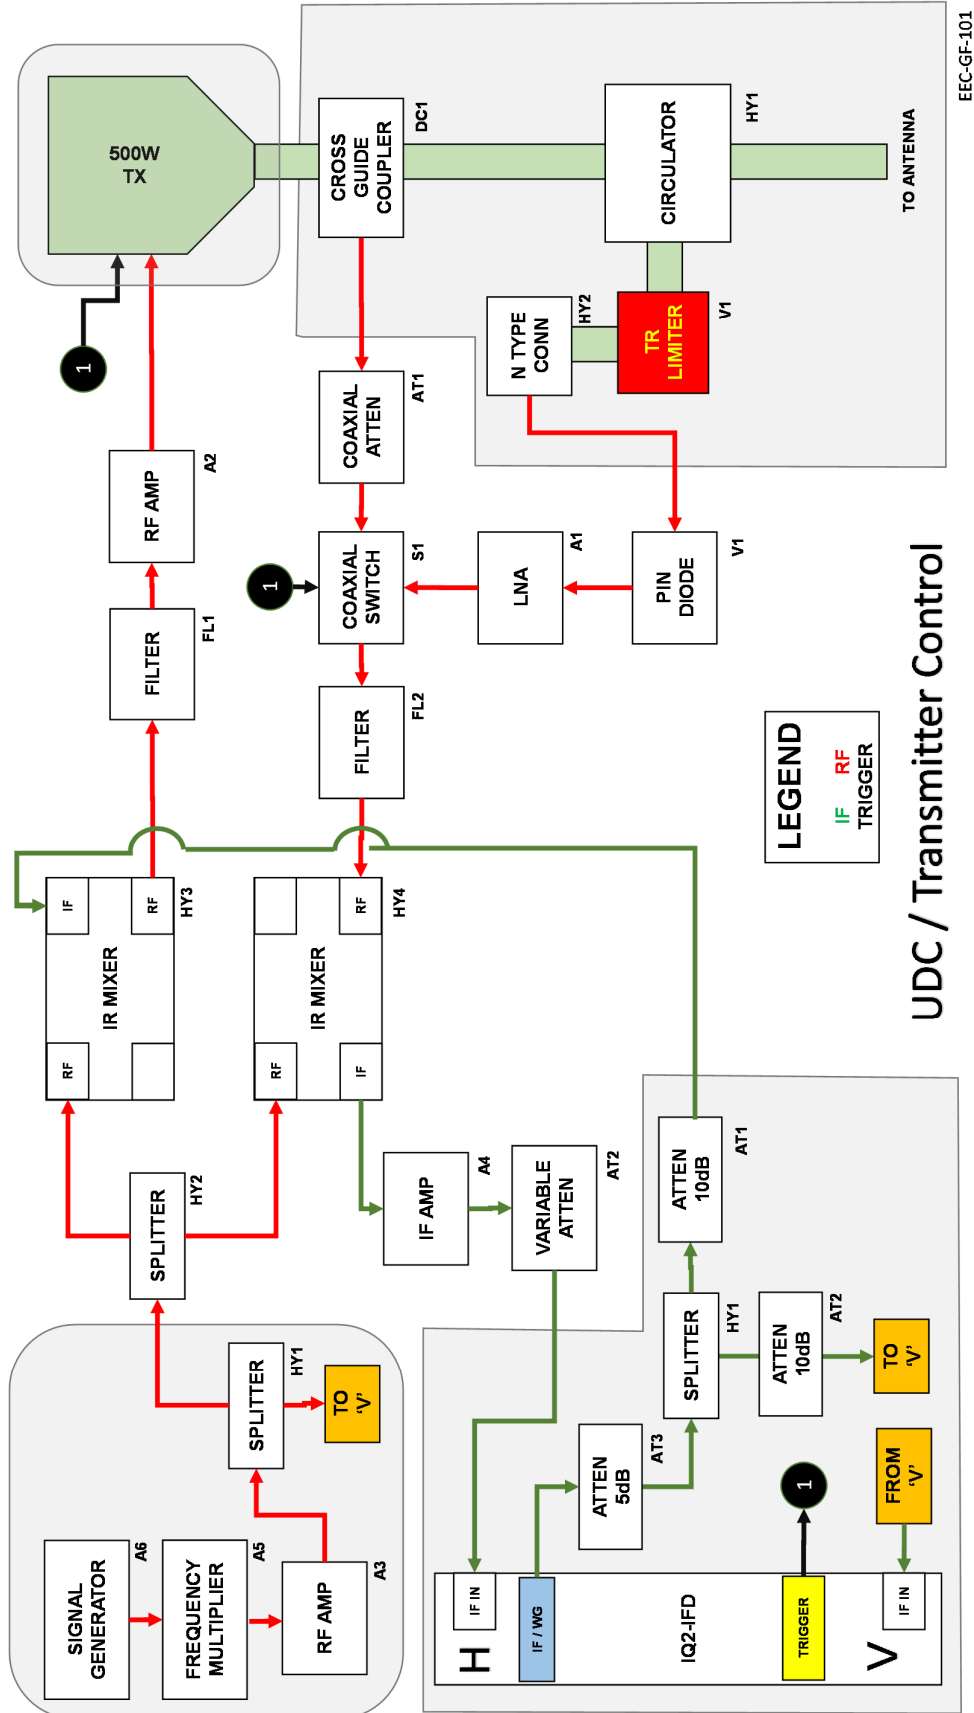 SIGNAL
GENERATOR
A6
FREQUENCY
MULTIPLIER
A5
RF AMP
A3
SPLITTER
HY1
TO
‘V’
SPLITTER
HY2
RF
IF
IR MIXER
RF
HY3
FILTER
FL1
RF AMP
A2
1
500W
TX
RF
IR MIXER
IF
RF
HY4
FILTER
FL2
COAXIAL
SWITCH
S1
1
COAXIAL
ATTEN
AT1
CROSS
GUIDE
COUPLER
DC1
IF AMP
A4
VARIABLE
ATTEN
AT2
LNA
A1
PIN
DIODE
V1
N TYPE
CONN
HY2
TR
LIMITER
V1
CIRCULATOR
HY1
TO ANTENNA
H
IF IN
IF / WG
IQ2-IFD
TRIGGER
V
IF IN
ATTEN
5dB
AT3
SPLITTER
HY1
ATTEN
10dB
AT1
ATTEN
10dB
AT2
1
FROM
‘V’
TO
‘V’
LEGEND
IF RF
TRIGGER
UDC / Transmitter Control
EEC-GF-101